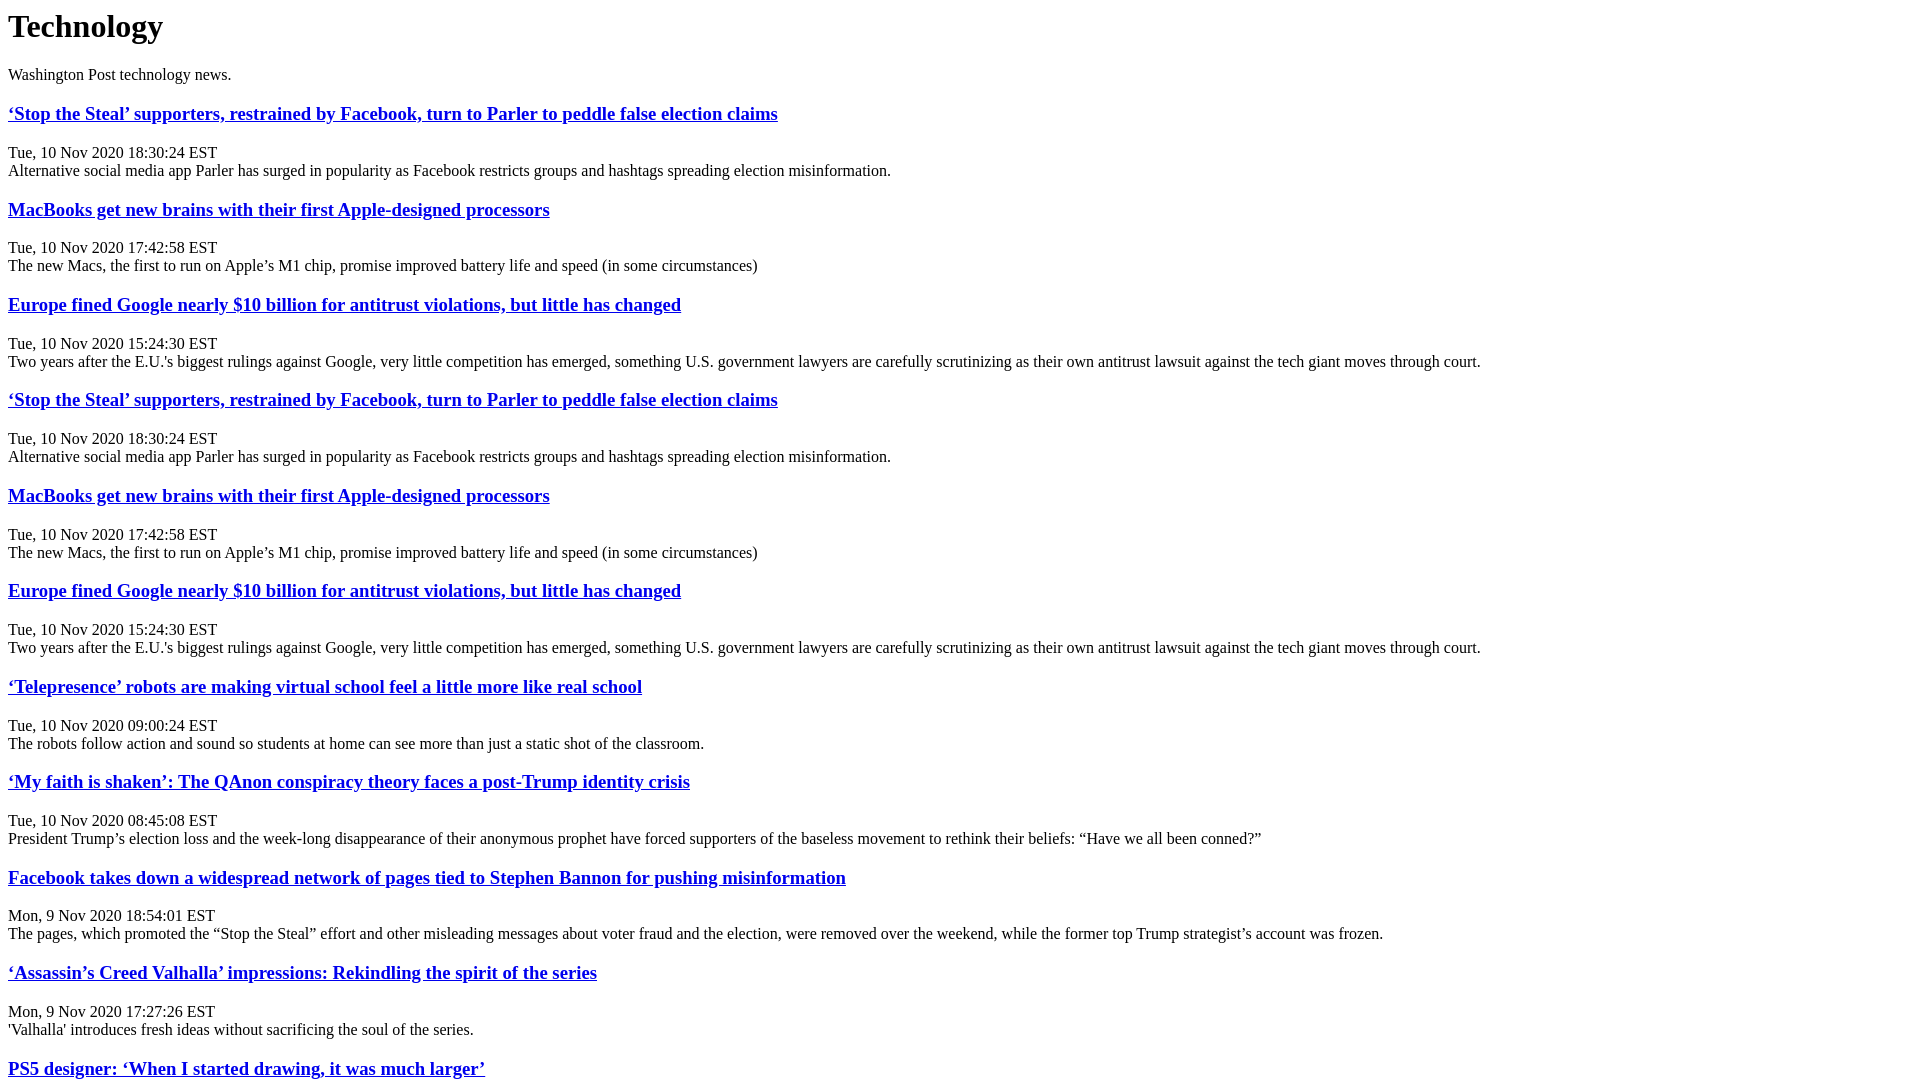 Technology
Washington Post technology news.
‘Stop the Steal’ supporters, restrained by Facebook, turn to Parler to peddle false election claims
Tue, 10 Nov 2020 18:30:24 EST
Alternative social media app Parler has surged in popularity as Facebook restricts groups and hashtags spreading election misinformation.
MacBooks get new brains with their first Apple-designed processors
Tue, 10 Nov 2020 17:42:58 EST
The new Macs, the first to run on Apple’s M1 chip, promise improved battery life and speed (in some circumstances)
Europe fined Google nearly $10 billion for antitrust violations, but little has changed
Tue, 10 Nov 2020 15:24:30 EST
Two years after the E.U.'s biggest rulings against Google, very little competition has emerged, something U.S. government lawyers are carefully scrutinizing as their own antitrust lawsuit against the tech giant moves through court.
‘Stop the Steal’ supporters, restrained by Facebook, turn to Parler to peddle false election claims
Tue, 10 Nov 2020 18:30:24 EST
Alternative social media app Parler has surged in popularity as Facebook restricts groups and hashtags spreading election misinformation.
MacBooks get new brains with their first Apple-designed processors
Tue, 10 Nov 2020 17:42:58 EST
The new Macs, the first to run on Apple’s M1 chip, promise improved battery life and speed (in some circumstances)
Europe fined Google nearly $10 billion for antitrust violations, but little has changed
Tue, 10 Nov 2020 15:24:30 EST
Two years after the E.U.'s biggest rulings against Google, very little competition has emerged, something U.S. government lawyers are carefully scrutinizing as their own antitrust lawsuit against the tech giant moves through court.
‘Telepresence’ robots are making virtual school feel a little more like real school
Tue, 10 Nov 2020 09:00:24 EST
The robots follow action and sound so students at home can see more than just a static shot of the classroom.
‘My faith is shaken’: The QAnon conspiracy theory faces a post-Trump identity crisis
Tue, 10 Nov 2020 08:45:08 EST
President Trump’s election loss and the week-long disappearance of their anonymous prophet have forced supporters of the baseless movement to rethink their beliefs: “Have we all been conned?”
Facebook takes down a widespread network of pages tied to Stephen Bannon for pushing misinformation
Mon, 9 Nov 2020 18:54:01 EST
The pages, which promoted the “Stop the Steal” effort and other misleading messages about voter fraud and the election, were removed over the weekend, while the former top Trump strategist’s account was frozen.
‘Assassin’s Creed Valhalla’ impressions: Rekindling the spirit of the series
Mon, 9 Nov 2020 17:27:26 EST
'Valhalla' introduces fresh ideas without sacrificing the soul of the series.
PS5 designer: ‘When I started drawing, it was much larger’